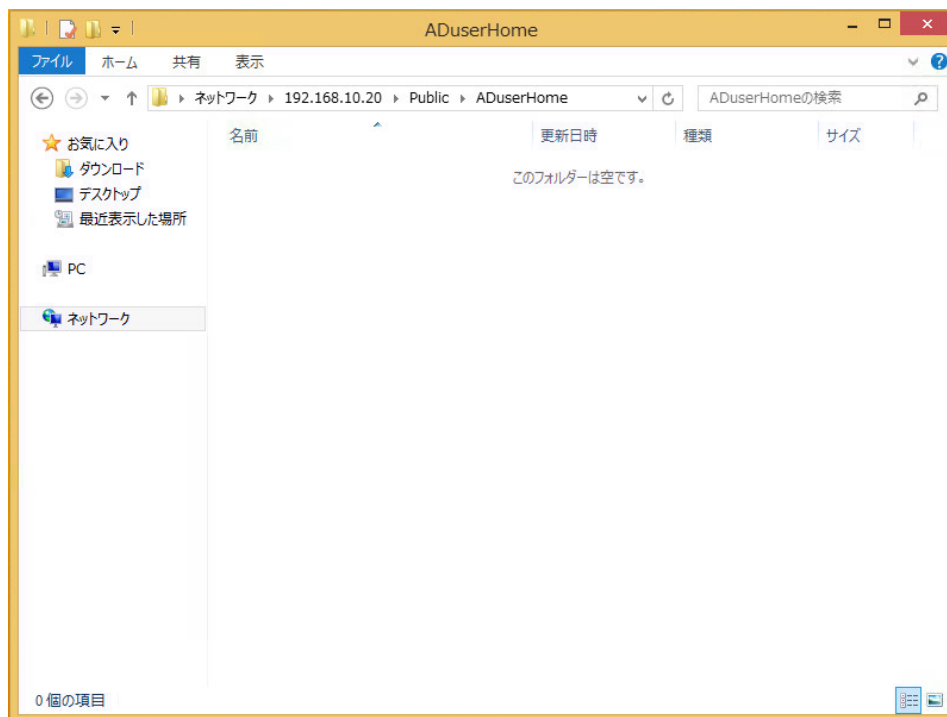 ADuserHome
ファイル ホーム 共有 表示
ネットワーク 192.168.10.20 Public ADuserHome ADuserHomeの検索
名前 更新日時 種類 サイズ
このフォルダーは空です。
お気に入り
ダウンロード
デスクトップ
最近表示した場所
PC
ネットワーク
0 個の項目